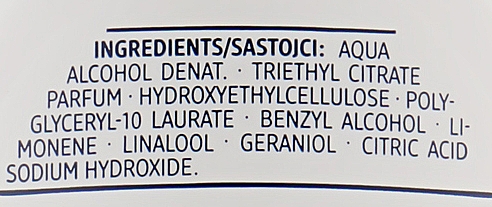 INGREDIENTS/SASTOJCI: AQUA
ALCOHOL DENAT. · TRIETHYL CITRATE
PARFUM · HYDROXYETHYLCELLULOSE · POLY-
GLYCERYL-10 LAURATE · BENZYL ALCOHOL · LI-
MONENE · LINALOOL · GERANIOL · CITRIC ACID
SODIUM HYDROXIDE.